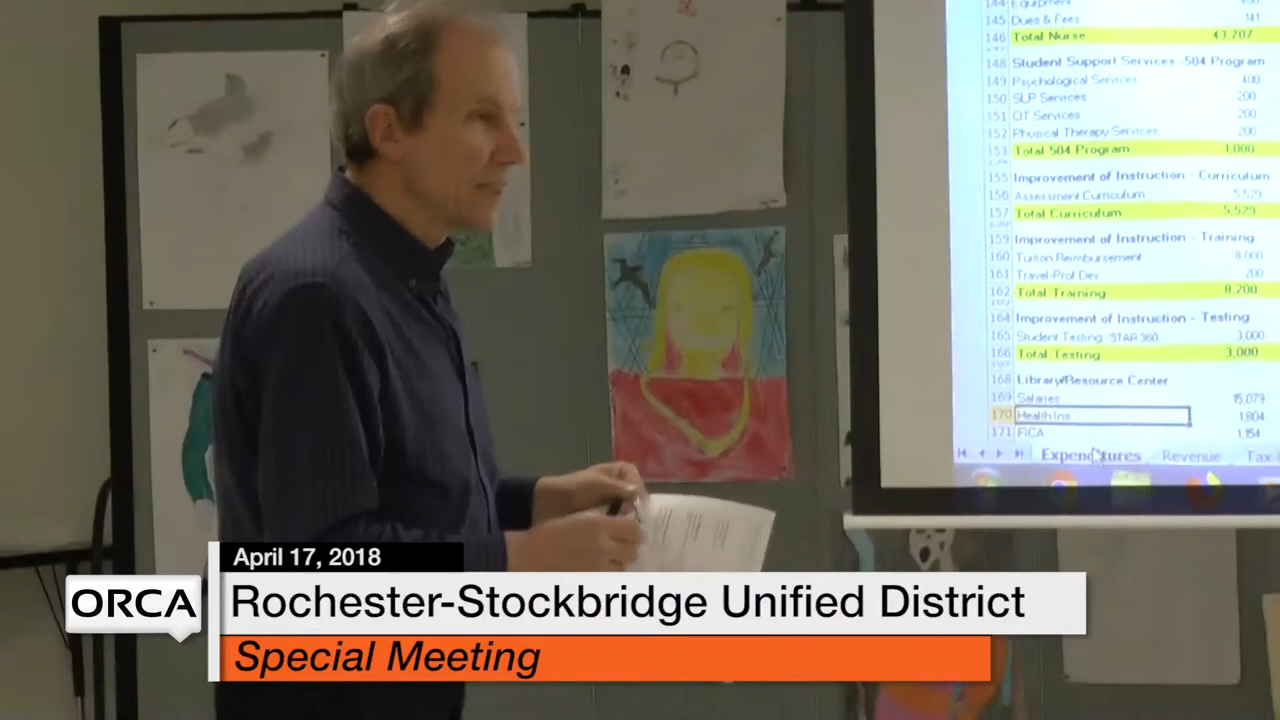 144 Equipment 400
145 Dues & Fees 141
146 Total Nurse 43,707
148 Student Support Services -504 Program
149 Psychological Services 400
150 SLP Services 200
151 OT Services 200
152 Physical Therapy Services 200
153 Total 504 Program 1,000
155 Improvement of Instruction - Curriculum
156 Assessment Curriculum 5,529
157 Total Curriculum 5,529
159 Improvement of Instruction - Training
160 Tuition Reimbursement 8,000
161 Travel-Prof Dev 200
162 Total Training 8,200
164 Improvement of Instruction - Testing
165 Student Testing -STAR 360 3,000
166 Total Testing 3,000
168 Library/Resource Center
169 Salaries 15,079
170 Health Ins 1,804
171 FICA 1,154
Expenditures Revenue Tax
April 17, 2018
ORCA
Rochester-Stockbridge Unified District
Special Meeting